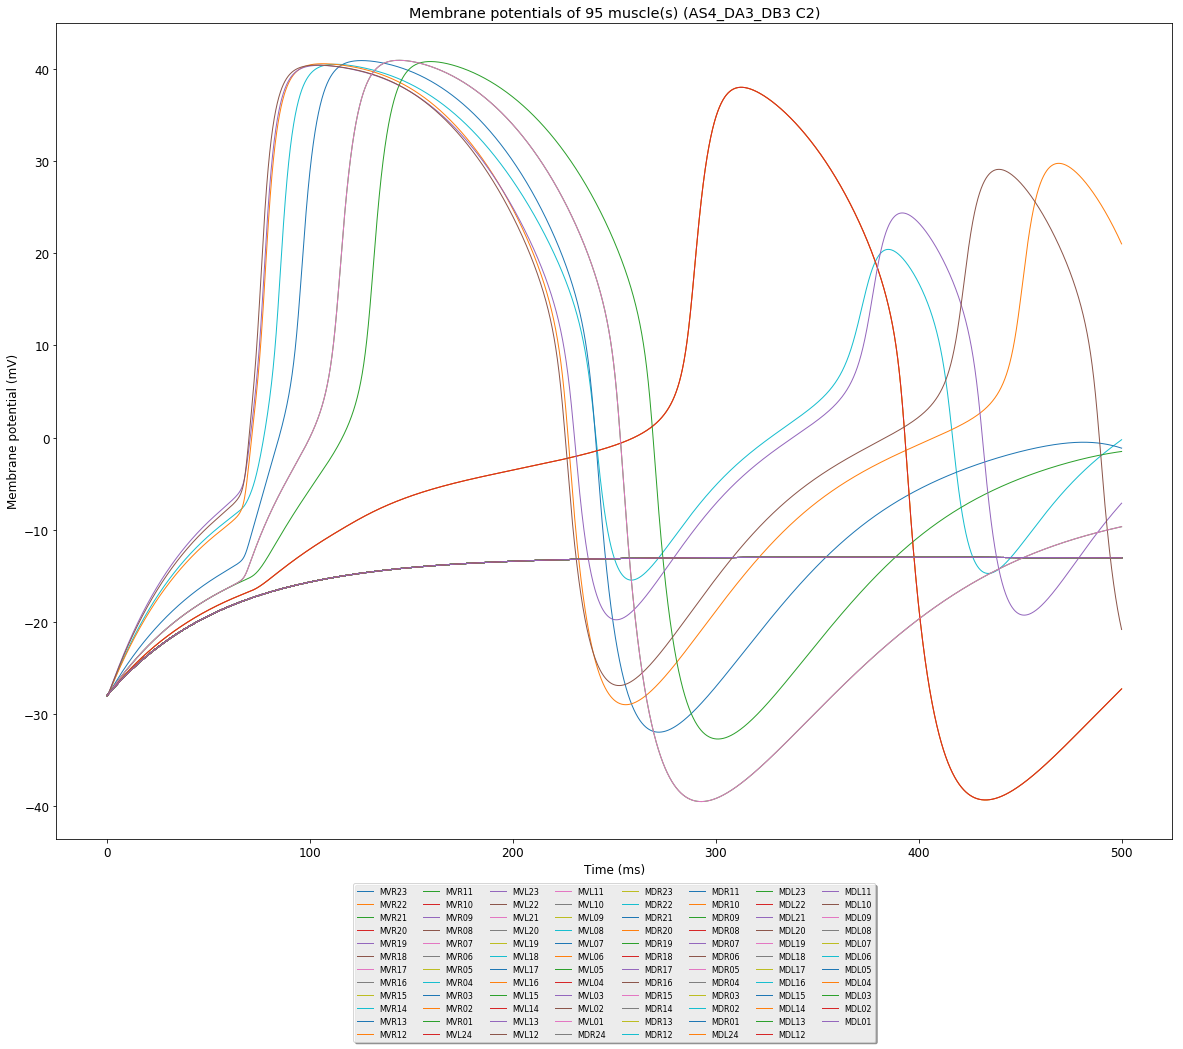 Membrane potentials of 95 muscle(s) (AS4_DA3_DB3 C2)
Membrane potential (mV)
40
30
20
10
0
−10
−20
−30
−40
0 100 200 300 400 500
Time (ms)
MVR23 MVR11 MVL23 MVL11 MDR23 MDR11 MDL23 MDL11
MVR22 MVR10 MVL22 MVL10 MDR22 MDR10 MDL22 MDL10
MVR21 MVR09 MVL21 MVL09 MDR21 MDR09 MDL21 MDL09
MVR20 MVR08 MVL20 MVL08 MDR20 MDR08 MDL20 MDL08
MVR19 MVR07 MVL19 MVL07 MDR19 MDR07 MDL19 MDL07
MVR18 MVR06 MVL18 MVL06 MDR18 MDR06 MDL18 MDL06
MVR17 MVR05 MVL17 MVL05 MDR17 MDR05 MDL17 MDL05
MVR16 MVR04 MVL16 MVL04 MDR16 MDR04 MDL16 MDL04
MVR15 MVR03 MVL15 MVL03 MDR15 MDR03 MDL15 MDL03
MVR14 MVR02 MVL14 MVL02 MDR14 MDR02 MDL14 MDL02
MVR13 MVR01 MVL13 MVL01 MDR13 MDR01 MDL13 MDL01
MVR12 MVL24 MVL12 MDR24 MDR12 MDL24 MDL12